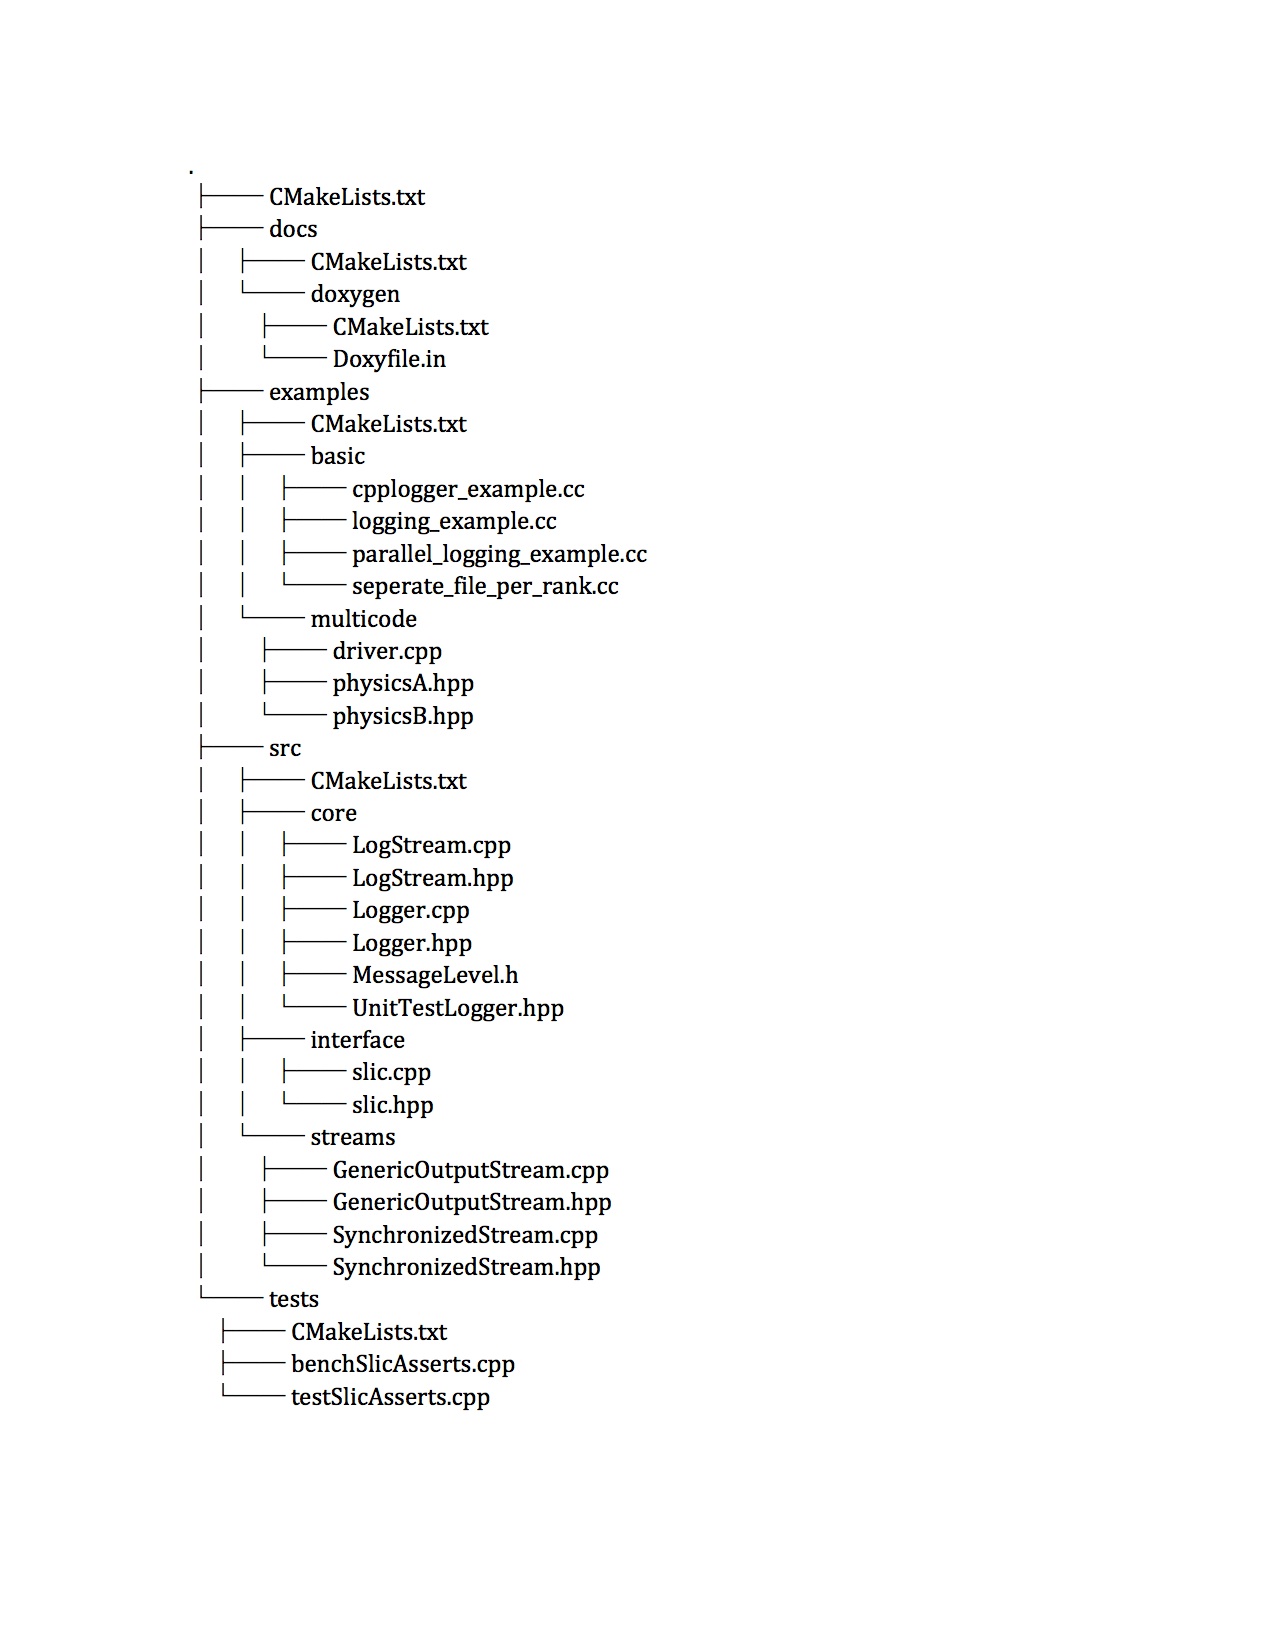 .
├── CMakeLists.txt
├── docs
│   ├── CMakeLists.txt
│   └── doxygen
│       ├── CMakeLists.txt
│       └── Doxyfile.in
├── examples
│   ├── CMakeLists.txt
│   ├── basic
│   │   ├── cpplogger_example.cc
│   │   ├── logging_example.cc
│   │   ├── parallel_logging_example.cc
│   │   └── seperate_file_per_rank.cc
│   └── multicode
│       ├── driver.cpp
│       ├── physicsA.hpp
│       └── physicsB.hpp
├── src
│   ├── CMakeLists.txt
│   ├── core
│   │   ├── LogStream.cpp
│   │   ├── LogStream.hpp
│   │   ├── Logger.cpp
│   │   ├── Logger.hpp
│   │   ├── MessageLevel.h
│   │   └── UnitTestLogger.hpp
│   ├── interface
│   │   ├── slic.cpp
│   │   └── slic.hpp
│   └── streams
│       ├── GenericOutputStream.cpp
│       ├── GenericOutputStream.hpp
│       ├── SynchronizedStream.cpp
│       └── SynchronizedStream.hpp
└── tests
    ├── CMakeLists.txt
    ├── benchSlicAsserts.cpp
    └── testSlicAsserts.cpp